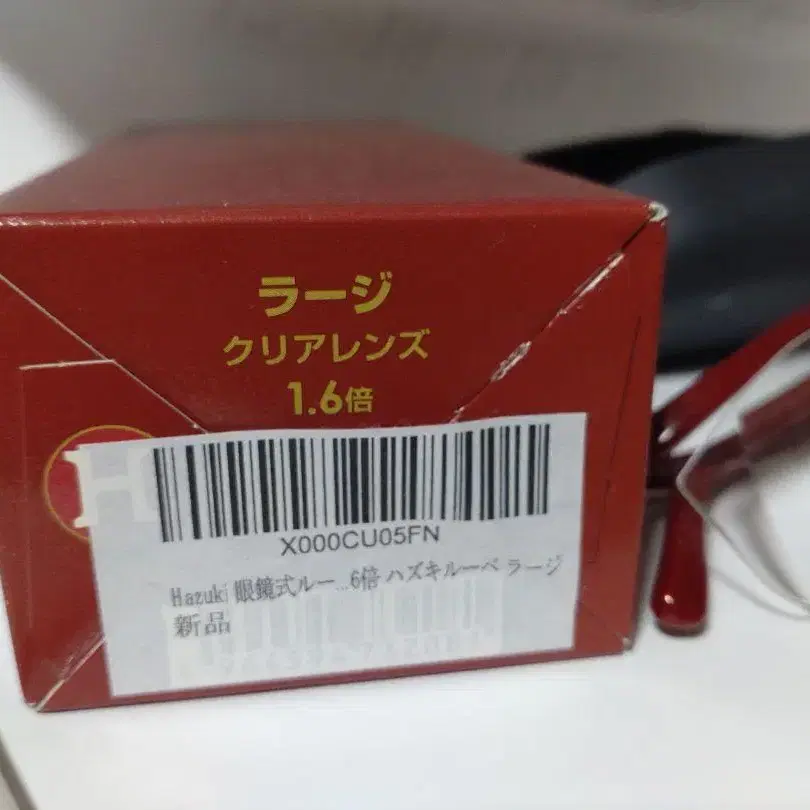 ラージ
クリアレンズ
1.6倍
H
X000CU05FN
Hazuki 眼鏡式ルー...6倍 ハズキルーペ ラージ
新品